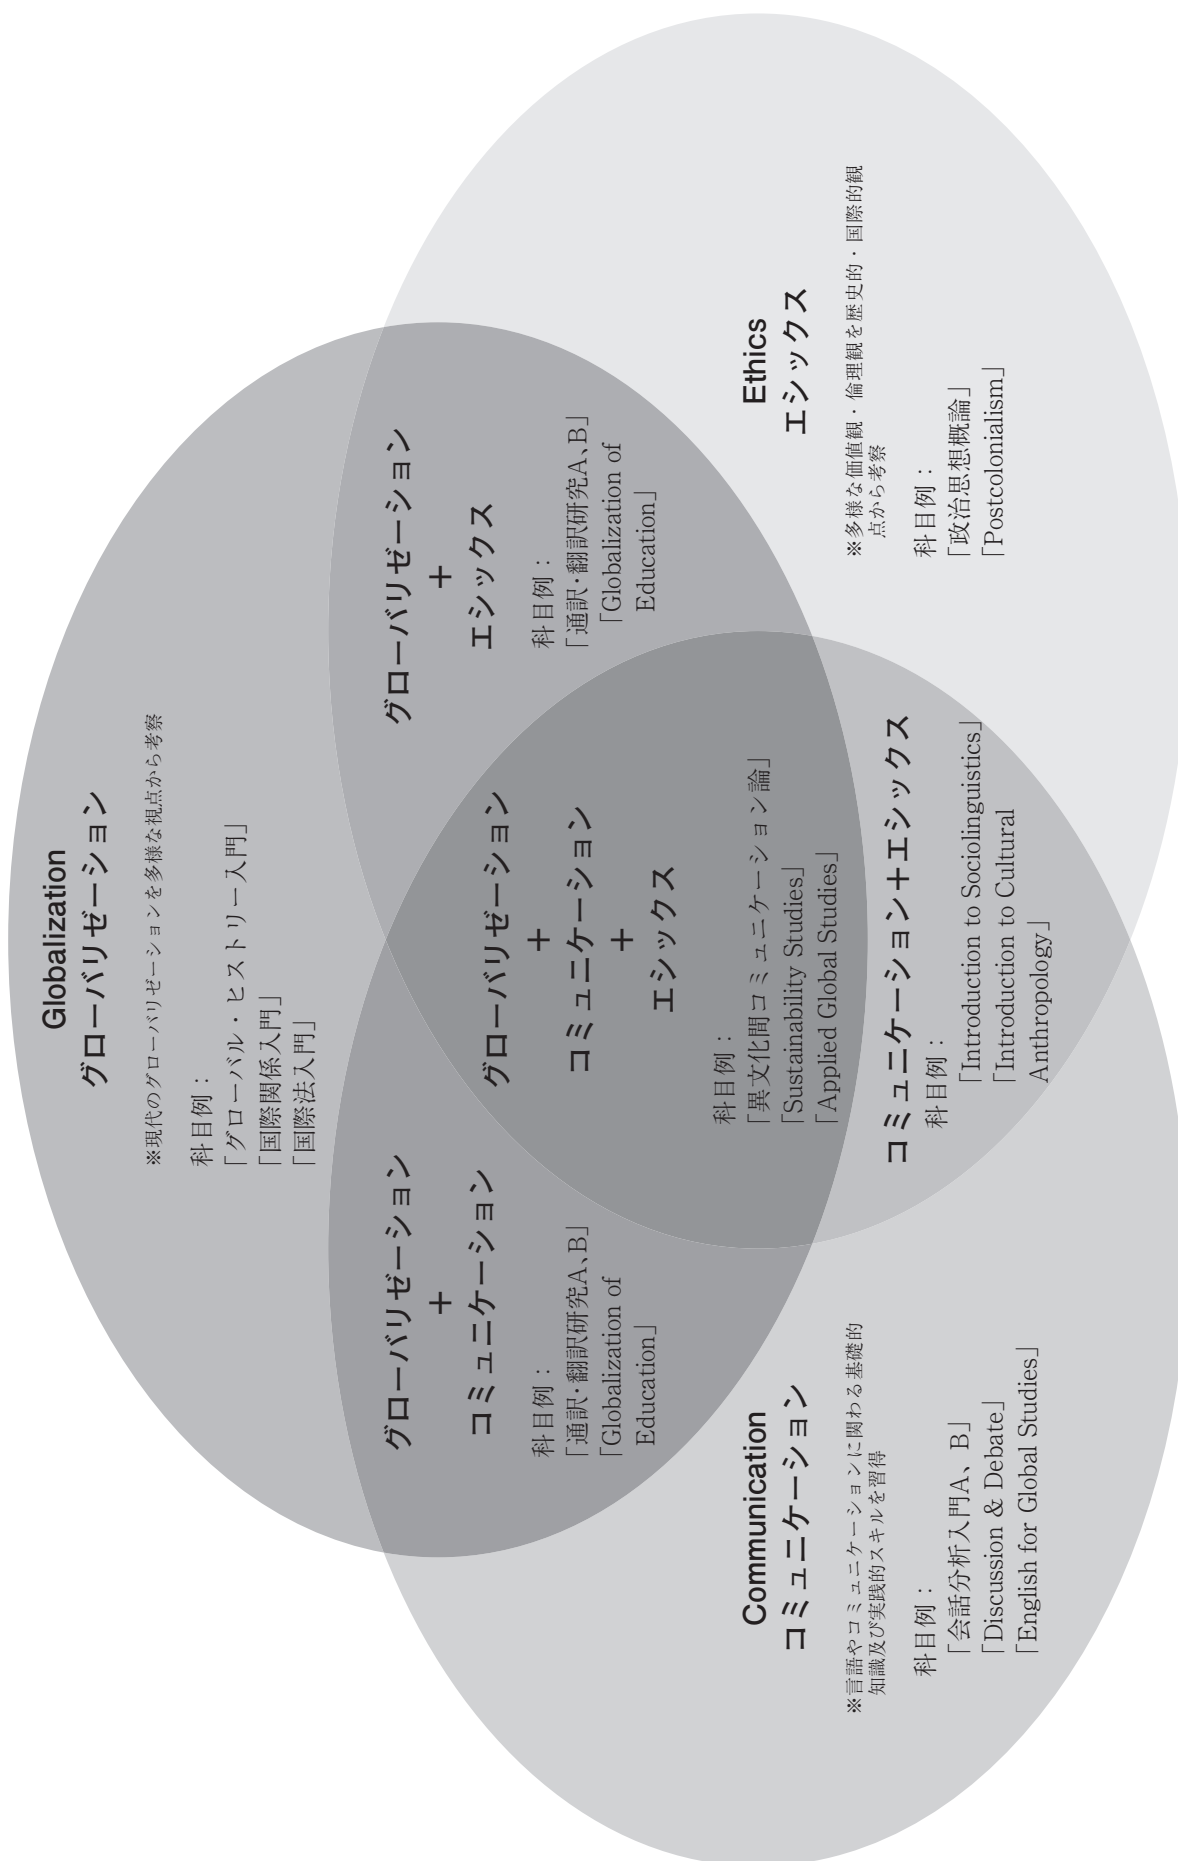 Globalization
グローバリゼーション
※現代のグローバリゼーションを多様な視点から考察
科目例：
「グローバル・ヒストリー入門」
「国際関係入門」
「国際法入門」
グローバリゼーション
＋
コミュニケーション
科目例：
「通訳・翻訳研究A、B」
「Globalization of
Education」
グローバリゼーション
＋
コミュニケーション
＋
エシックス
科目例：
「異文化間コミュニケーション論」
「Sustainability Studies」
「Applied Global Studies」
グローバリゼーション
＋
エシックス
科目例：
「通訳・翻訳研究A、B」
「Globalization of
Education」
Communication
コミュニケーション
※言語やコミュニケーションに関わる基礎的
知識及び実践的スキルを習得
科目例：
「会話分析入門A、B」
「Discussion & Debate」
「English for Global Studies」
コミュニケーション＋エシックス
科目例：
「Introduction to Sociolinguistics」
「Introduction to Cultural
Anthropology」
Ethics
エシックス
※多様な価値観・倫理観を歴史的・国際的観
点から考察
科目例：
「政治思想概論」
「Postcolonialism」